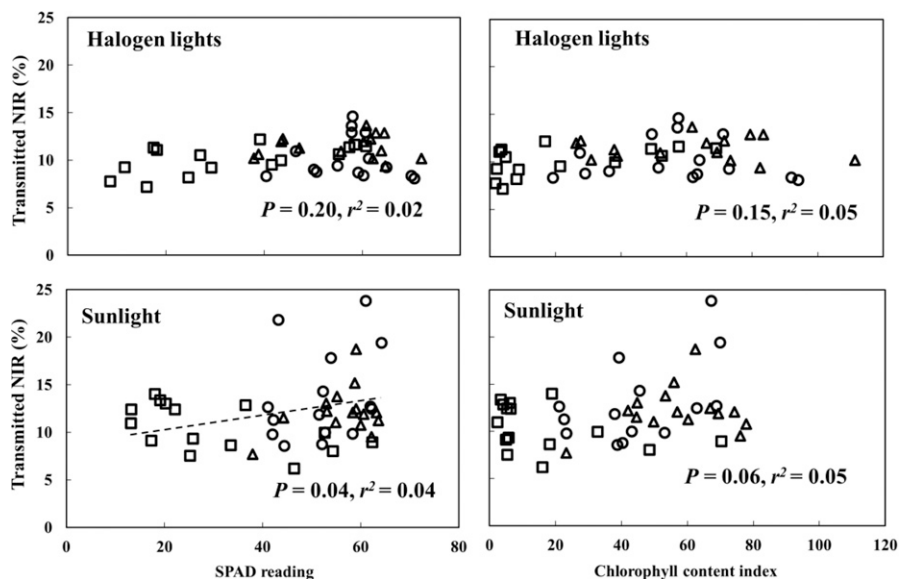 25
20
15
10
5
0
Transmitted NIR (%)
Halogen lights
P = 0.20, r² = 0.02
Halogen lights
P = 0.15, r² = 0.05
25
20
15
10
5
0
Transmitted NIR (%)
Sunlight
P = 0.04, r² = 0.04
0 20 40 60 80
SPAD reading
Sunlight
P = 0.06, r² = 0.05
0 20 40 60 80 100 120
Chlorophyll content index